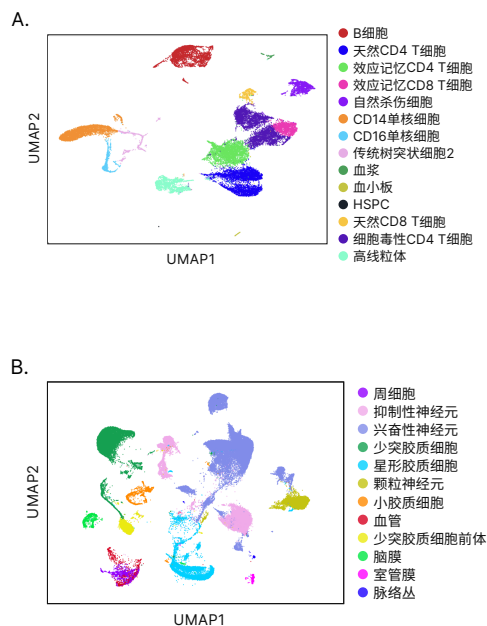 A.
UMAP2
UMAP1
B细胞
天然CD4 T细胞
效应记忆CD4 T细胞
效应记忆CD8 T细胞
自然杀伤细胞
CD14单核细胞
CD16单核细胞
传统树突状细胞2
血浆
血小板
HSPC
天然CD8 T细胞
细胞毒性CD4 T细胞
高线粒体
B.
UMAP2
UMAP1
周细胞
抑制性神经元
兴奋性神经元
少突胶质细胞
星形胶质细胞
颗粒神经元
小胶质细胞
血管
少突胶质细胞前体
脑膜
室管膜
脉络丛